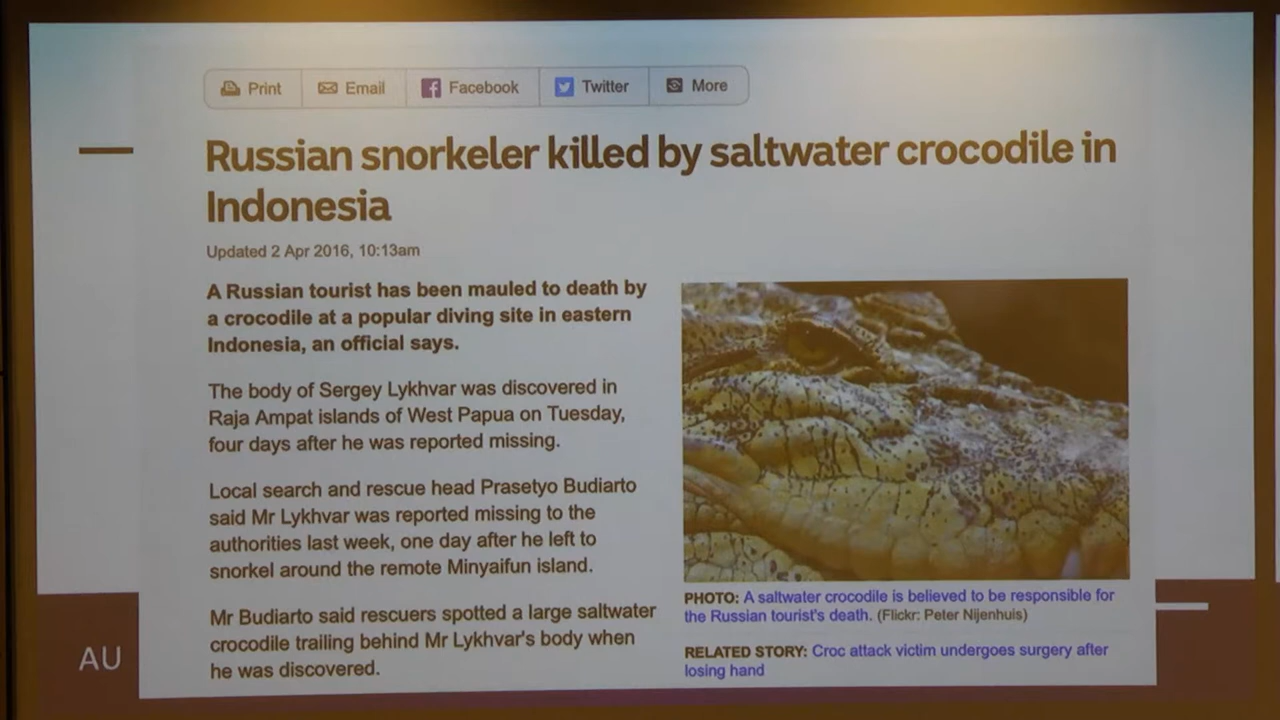 Print Email Facebook Twitter More
Russian snorkeler killed by saltwater crocodile in
Indonesia
Updated 2 Apr 2016, 10:13am
A Russian tourist has been mauled to death by
a crocodile at a popular diving site in eastern
Indonesia, an official says.
The body of Sergey Lykhvar was discovered in
Raja Ampat islands of West Papua on Tuesday,
four days after he was reported missing.
Local search and rescue head Prasetyo Budiarto
said Mr Lykhvar was reported missing to the
authorities last week, one day after he left to
snorkel around the remote Minyaifun island.
Mr Budiarto said rescuers spotted a large saltwater
crocodile trailing behind Mr Lykhvar's body when
he was discovered.
PHOTO: A saltwater crocodile is believed to be responsible for
the Russian tourist's death. (Flickr: Peter Nijenhuis)
RELATED STORY: Croc attack victim undergoes surgery after
losing hand
AU